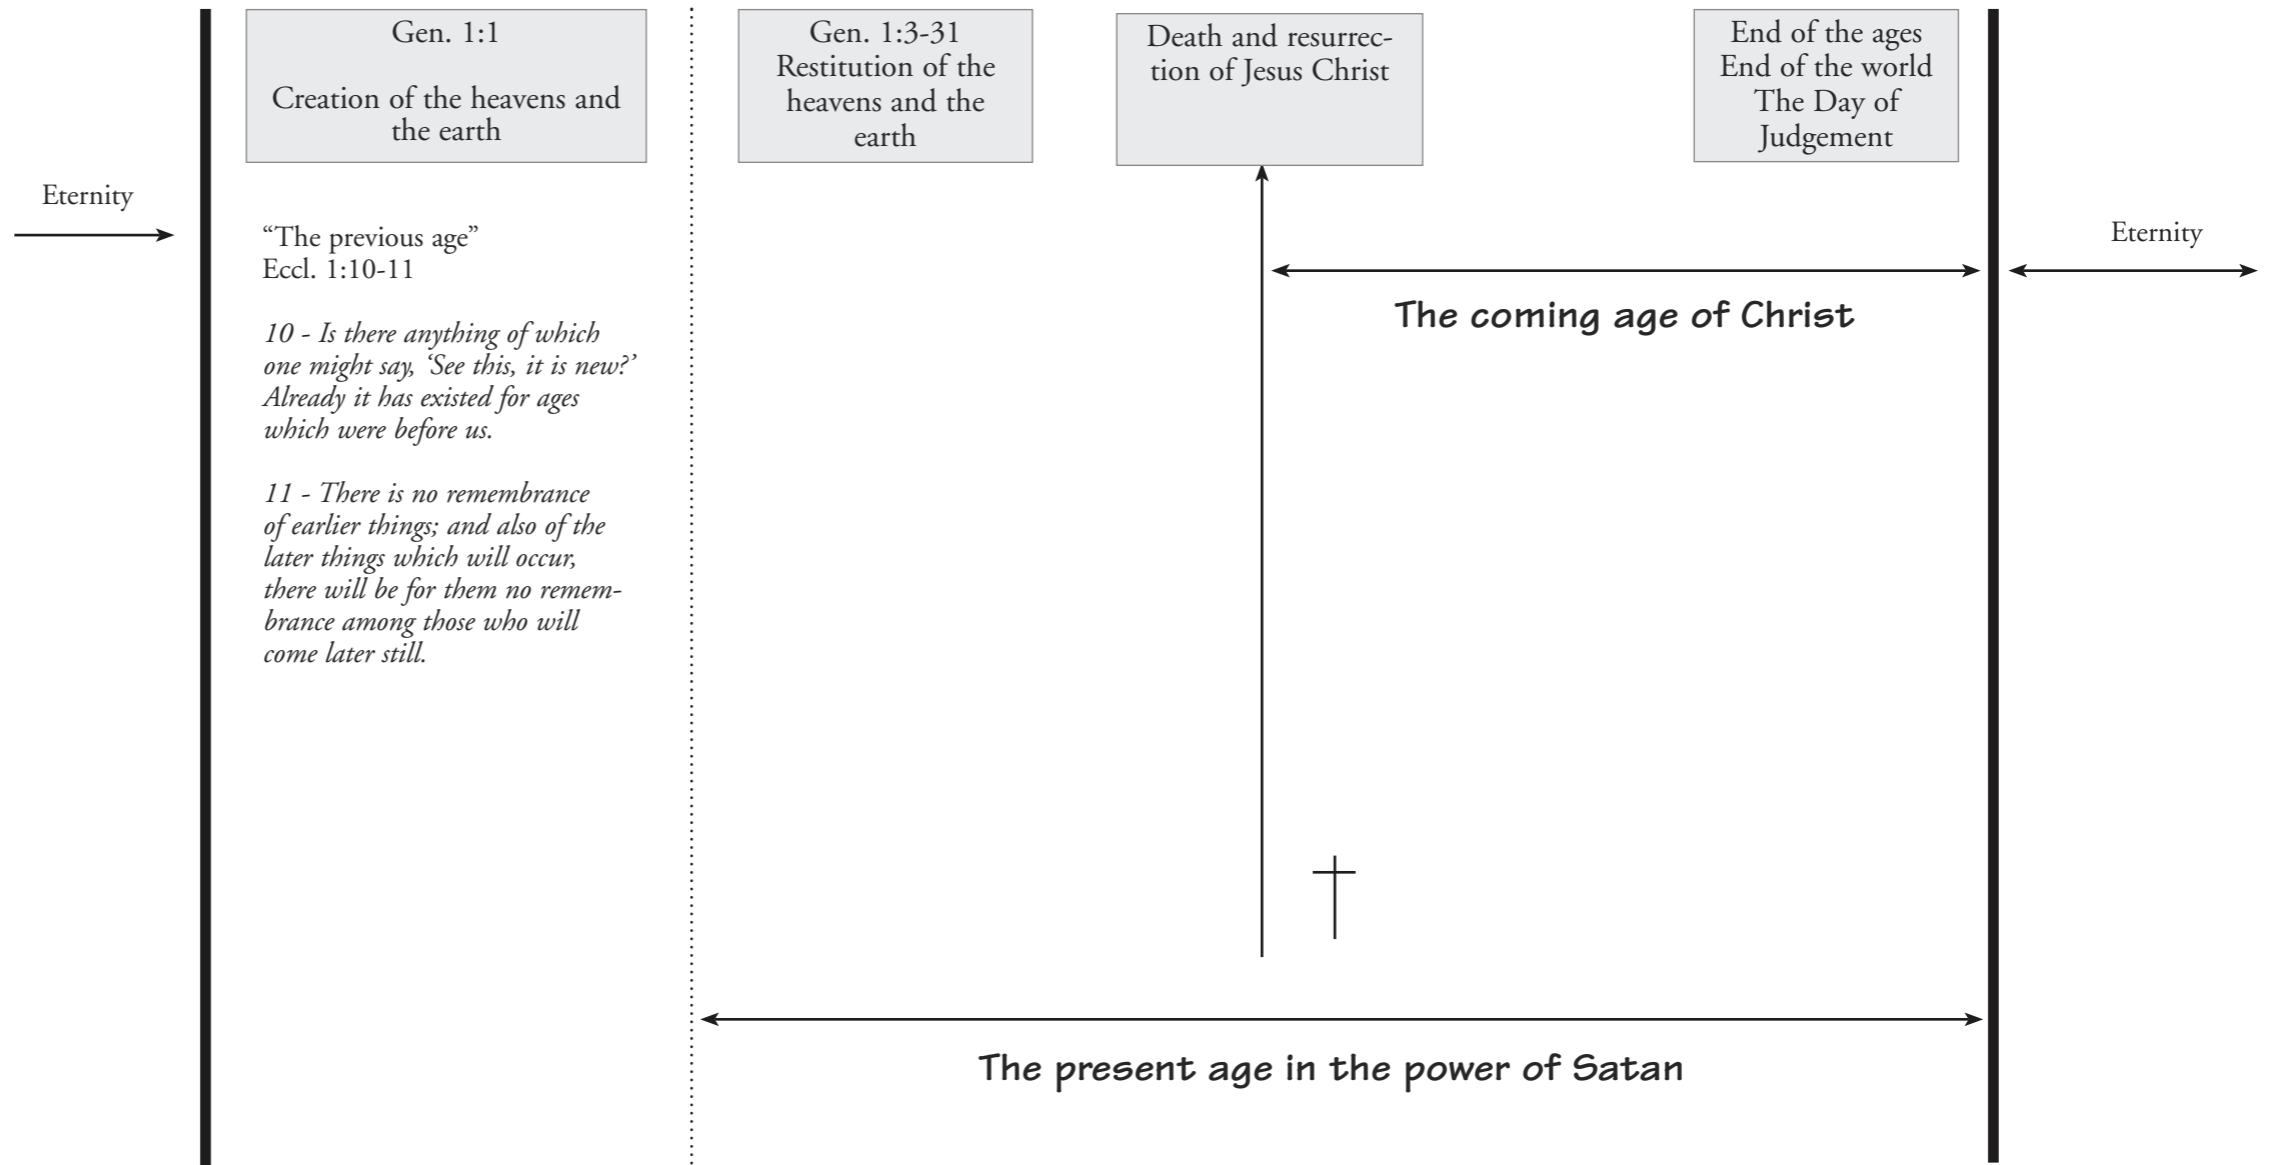 Gen. 1:1
Creation of the heavens and
the earth
Gen. 1:3-31
Restitution of the
heavens and the
earth
Death and resurrec-
tion of Jesus Christ
End of the ages
End of the world
The Day of
Judgement
Eternity
“The previous age”
Eccl. 1:10-11
10 - Is there anything of which
one might say, ‘See this, it is new?’
Already it has existed for ages
which were before us.
11 - There is no remembrance
of earlier things; and also of the
later things which will occur,
there will be for them no remem-
brance among those who will
come later still.
Eternity
The coming age of Christ
The present age in the power of Satan